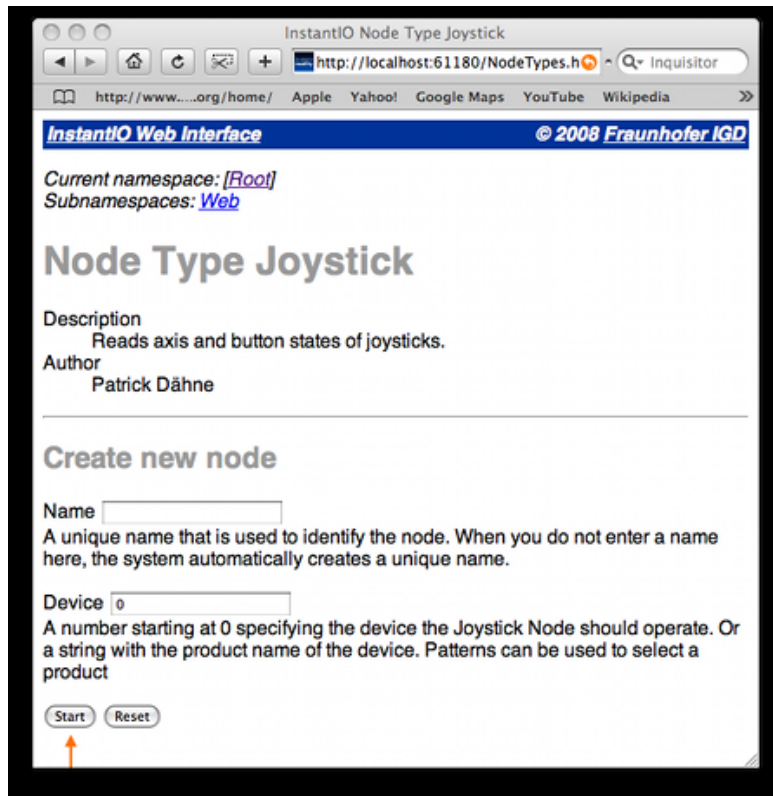 InstantIO Node Type Joystick
http://localhost:61180/NodeTypes.h Inquisitor
http://www.....org/home/ Apple Yahoo! Google Maps YouTube Wikipedia »
InstantIO Web Interface © 2008 Fraunhofer IGD
Current namespace: [Root]
Subnamespaces: Web
Node Type Joystick
Description
Reads axis and button states of joysticks.
Author
Patrick Dähne
Create new node
Name
A unique name that is used to identify the node. When you do not enter a name
here, the system automatically creates a unique name.
Device 0
A number starting at 0 specifying the device the Joystick Node should operate. Or
a string with the product name of the device. Patterns can be used to select a
product
Start Reset